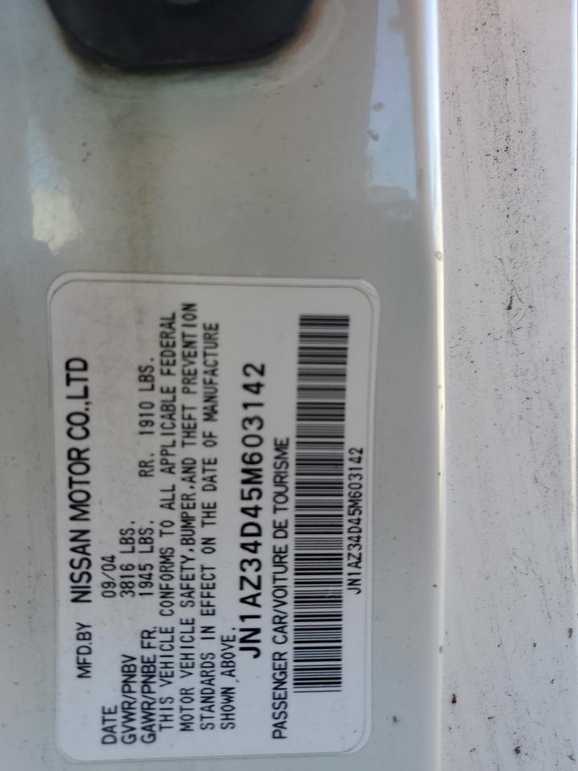 MFD.BY NISSAN MOTOR CO.,LTD
DATE 09/04
GVWR/PNBV 3816 LBS.
GAWR/PNBE FR. 1945 LBS. RR. 1910 LBS.
THIS VEHICLE CONFORMS TO ALL APPLICABLE FEDERAL
MOTOR VEHICLE SAFETY,BUMPER,AND THEFT PREVENTION
STANDARDS IN EFFECT ON THE DATE OF MANUFACTURE
SHOWN ABOVE.
JN1AZ34D45M603142
PASSENGER CAR/VOITURE DE TOURISME
JN1AZ34D45M603142